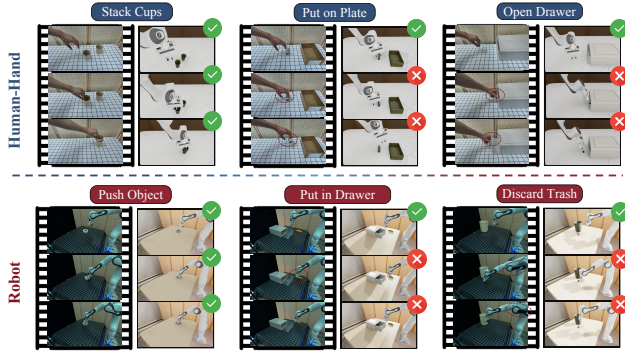 Stack Cups
Put on Plate
Open Drawer
Human-Hand
Push Object
Put in Drawer
Discard Trash
Robot